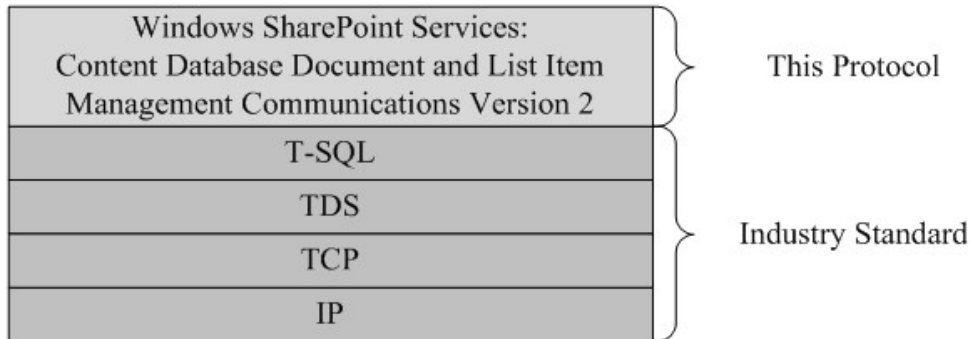 Windows SharePoint Services:
Content Database Document and List Item
Management Communications Version 2
This Protocol
T-SQL
TDS
TCP
IP
Industry Standard